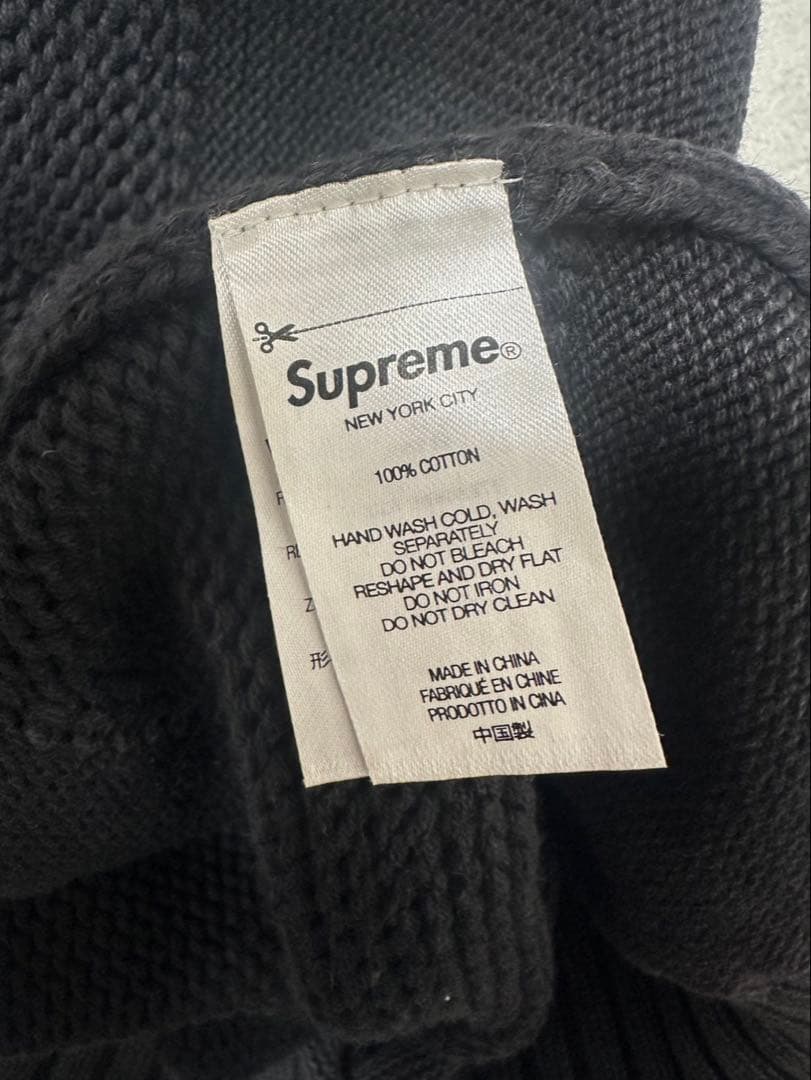 Supreme®
NEW YORK CITY
100% COTTON
HAND WASH COLD, WASH
SEPARATELY
DO NOT BLEACH
RESHAPE AND DRY FLAT
DO NOT IRON
DO NOT DRY CLEAN
MADE IN CHINA
FABRIQUÉ EN CHINE
PRODOTTO IN CINA
中国製